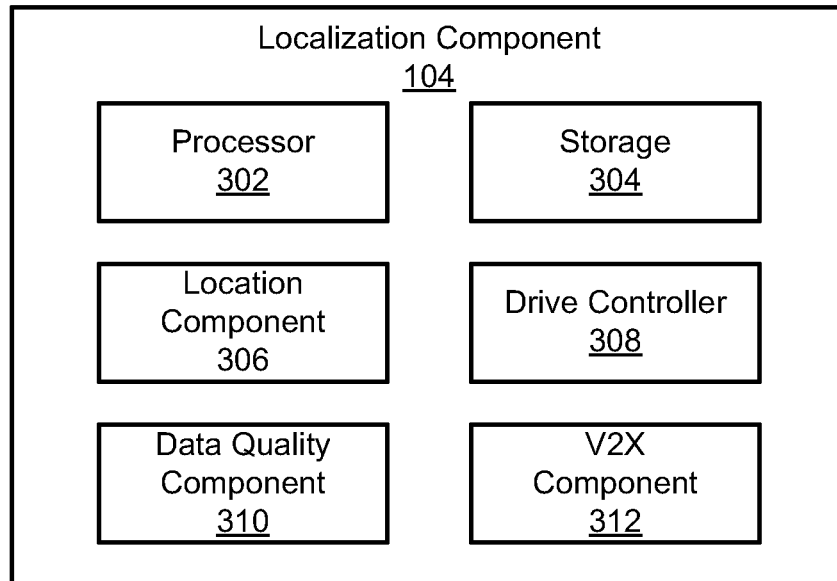 Localization Component
104
Processor
302
Storage
304
Location
Component
306
Drive Controller
308
Data Quality
Component
310
V2X
Component
312